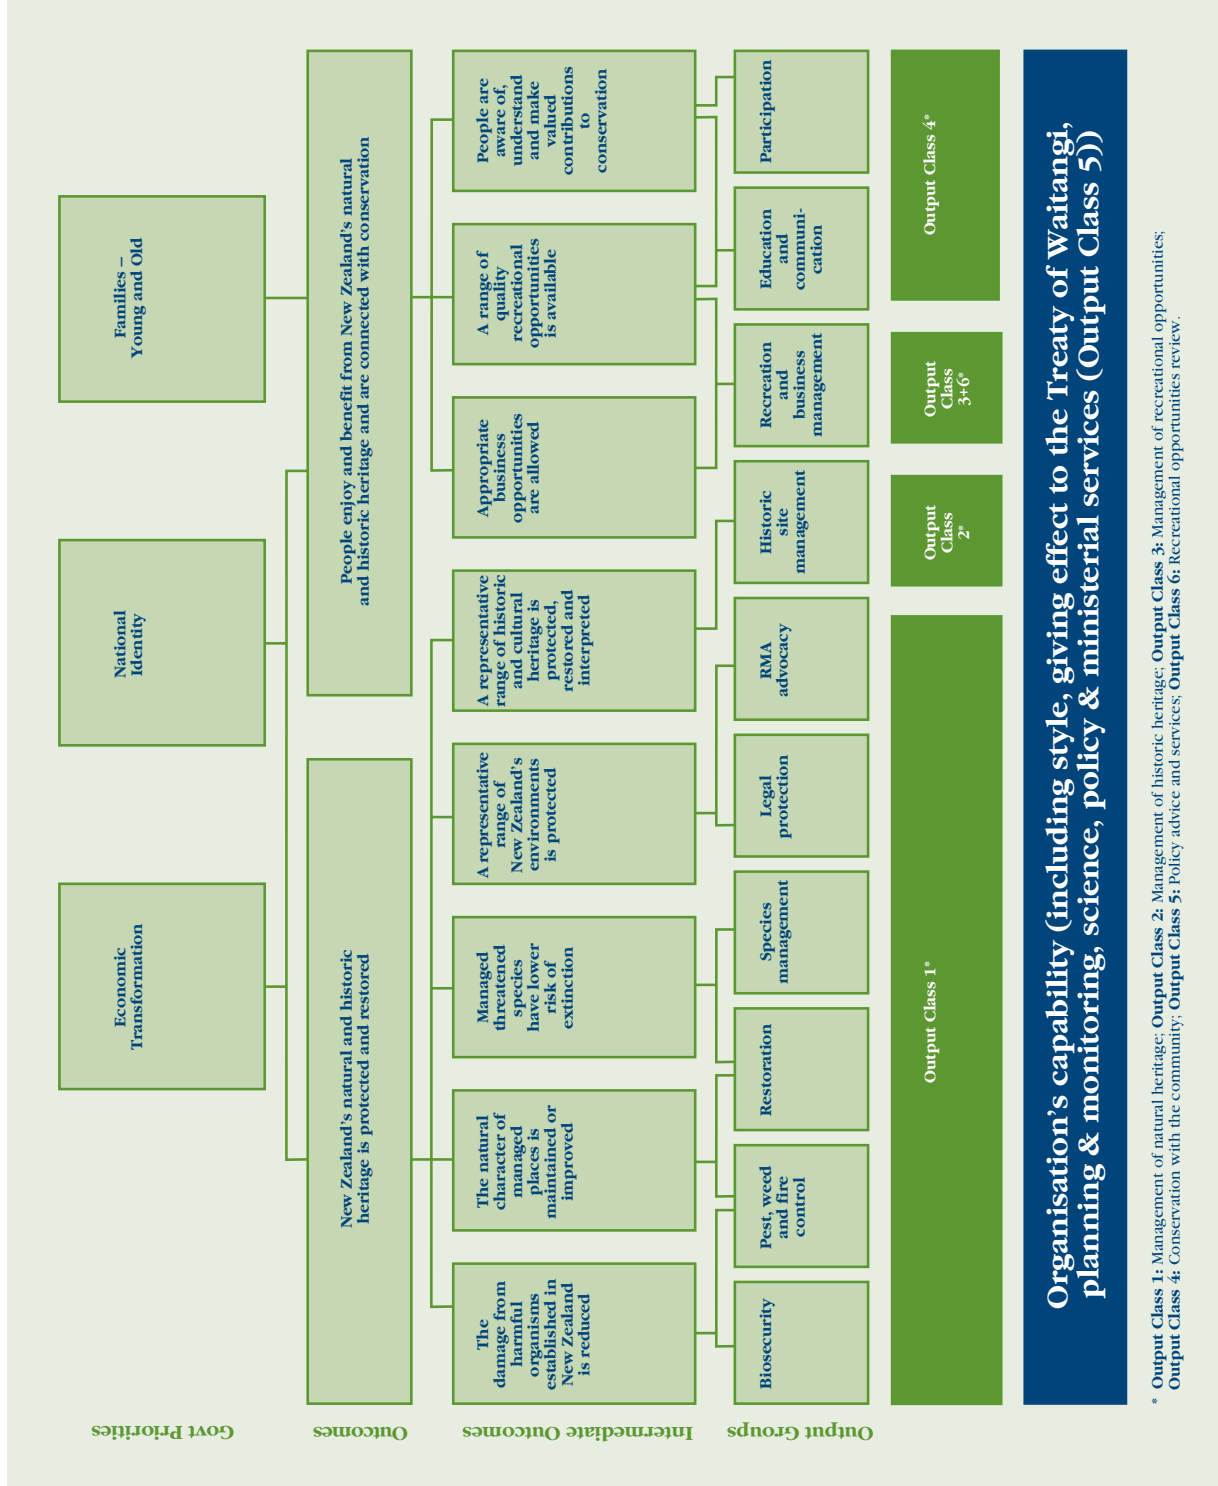 Govt Priorities
Economic
Transformation
National
Identity
Families –
Young and Old
Outcomes
New Zealand's natural and historic
heritage is protected and restored
People enjoy and benefit from New Zealand's natural
and historic heritage and are connected with conservation
Intermediate Outcomes
The
damage from
harmful
organisms
established in
New Zealand
is reduced
The natural
character of
managed
places is
maintained or
improved
Managed
threatened
species
have lower
risk of
extinction
A representative
range of
New Zealand's
environments
is protected
A representative
range of historic
and cultural
heritage is
protected,
restored and
interpreted
Appropriate
business
opportunities
are allowed
A range of
quality
recreational
opportunities
is available
People are
aware of,
understand
and make
valued
contributions
to
conservation
Output Groups
Biosecurity
Pest, weed
and fire
control
Restoration
Species
management
Legal
protection
RMA
advocacy
Historic
site
management
Recreation
and
business
management
Education
and
communi-
cation
Participation
Output Class 1*
Output
Class
2*
Output
Class
3+6*
Output Class 4*
Organisation's capability (including style, giving effect to the Treaty of Waitangi,
planning & monitoring, science, policy & ministerial services (Output Class 5))
* Output Class 1: Management of natural heritage; Output Class 2: Management of historic heritage; Output Class 3: Management of recreational opportunities;
Output Class 4: Conservation with the community; Output Class 5: Policy advice and services; Output Class 6: Recreational opportunities review.